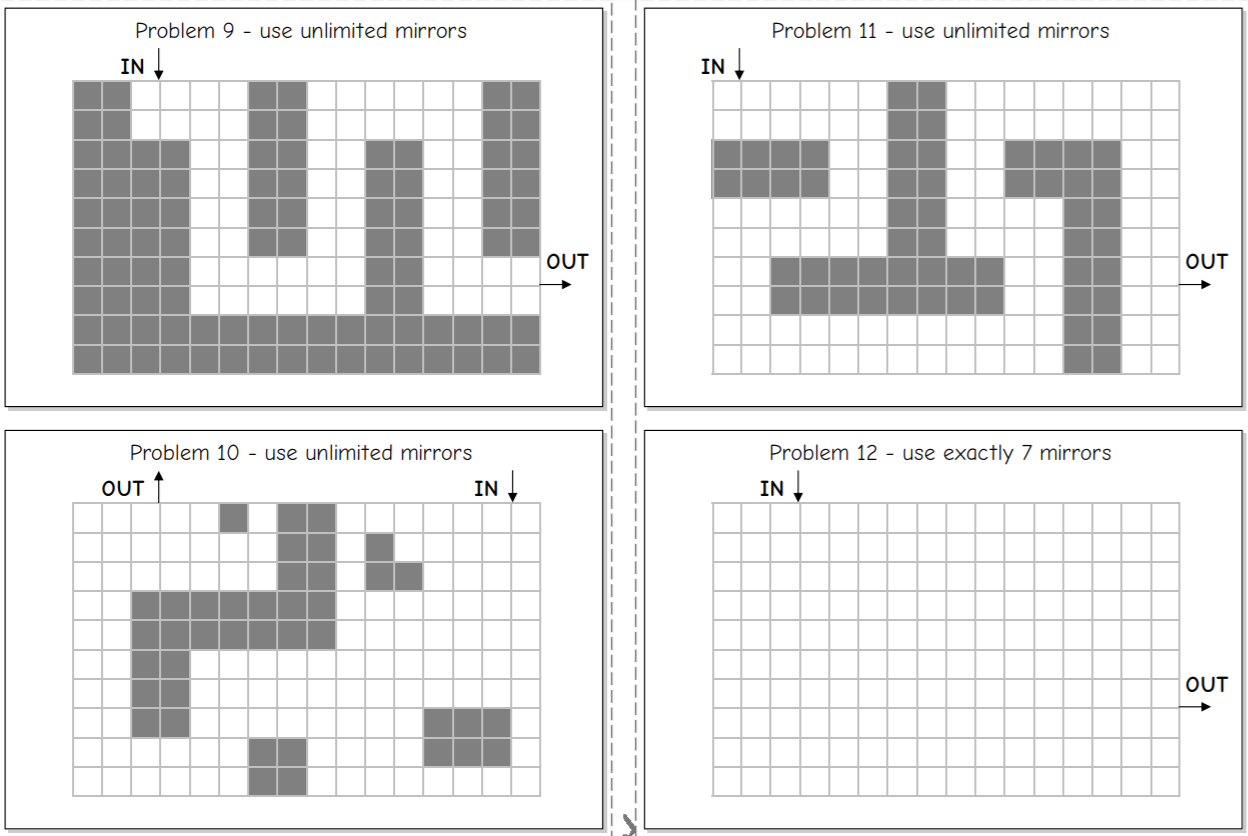 Problem 9 - use unlimited mirrors
IN
OUT
Problem 11 - use unlimited mirrors
IN
OUT
Problem 10 - use unlimited mirrors
OUT
IN
Problem 12 - use exactly 7 mirrors
IN
OUT